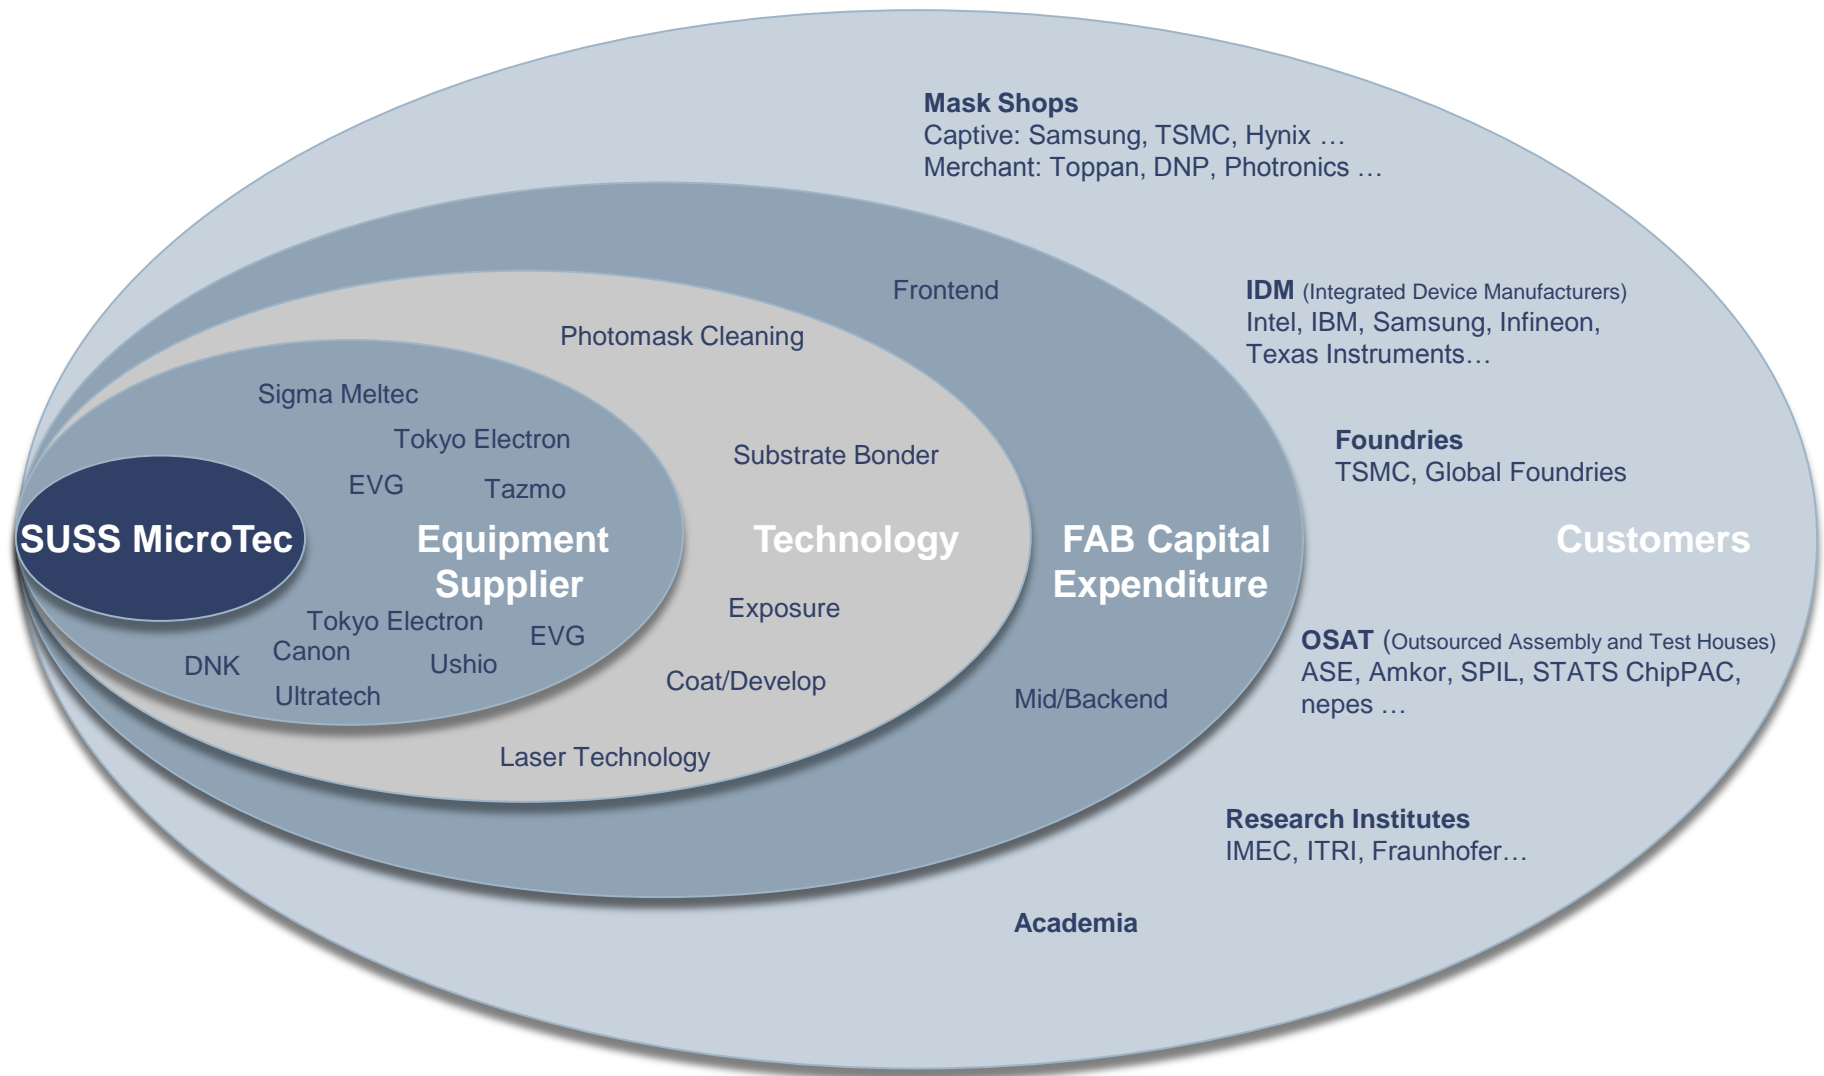 Mask Shops
Captive: Samsung, TSMC, Hynix …
Merchant: Toppan, DNP, Photronics …
Frontend
IDM (Integrated Device Manufacturers)
Intel, IBM, Samsung, Infineon,
Texas Instruments…
Photomask Cleaning
Sigma Meltec
Tokyo Electron
Substrate Bonder
Foundries
TSMC, Global Foundries
EVG
Tazmo
SUSS MicroTec
Equipment
Supplier
Technology
FAB Capital
Expenditure
Customers
Tokyo Electron
EVG
Canon
DNK
Ushio
Ultratech
Exposure
Coat/Develop
Mid/Backend
OSAT (Outsourced Assembly and Test Houses)
ASE, Amkor, SPIL, STATS ChipPAC,
nepes …
Laser Technology
Research Institutes
IMEC, ITRI, Fraunhofer…
Academia